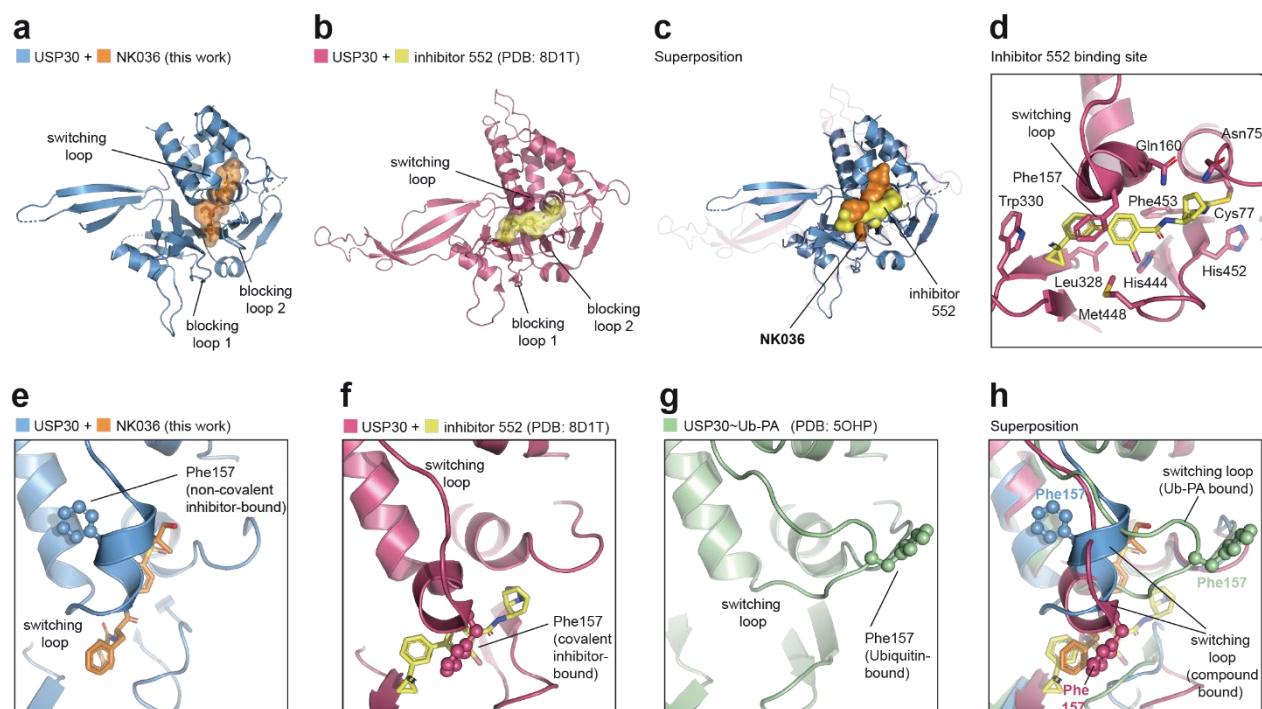 a
USP30 + NK036 (this work)
switching
loop
blocking
loop 2
blocking
loop 1
b
USP30 + inhibitor 552 (PDB: 8D1T)
switching
loop
blocking
loop 1
blocking
loop 2
c
Superposition
inhibitor
552
NK036
d
Inhibitor 552 binding site
switching
loop
Gln160
Asn75
Phe157
Trp330
Phe453
Cys77
Leu328
His444
His452
Met448
e
USP30 + NK036 (this work)
Phe157
(non-covalent
inhibitor-bound)
switching
loop
f
USP30 + inhibitor 552 (PDB: 8D1T)
switching
loop
Phe157
(covalent
inhibitor-
bound)
g
USP30~Ub-PA (PDB: 5OHP)
switching
loop
Phe157
(Ubiquitin-
bound)
h
Superposition
switching loop
(Ub-PA bound)
Phe157
Phe157
switching
loop
(compound
bound)
Phe
157